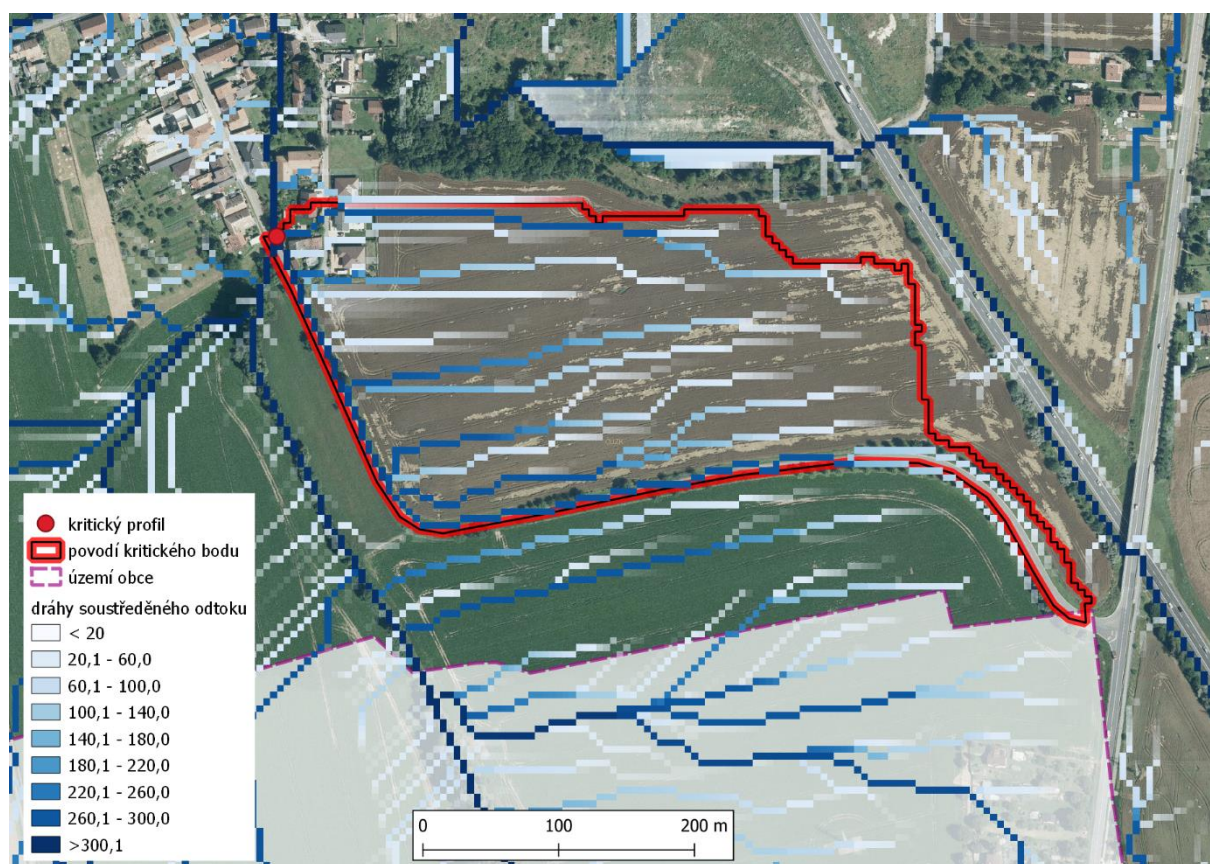 kritický profil
povodí kritického bodu
území obce
dráhy soustředěného odtoku
< 20
20,1 - 60,0
60,1 - 100,0
100,1 - 140,0
140,1 - 180,0
180,1 - 220,0
220,1 - 260,0
260,1 - 300,0
>300,1
0 100 200 m